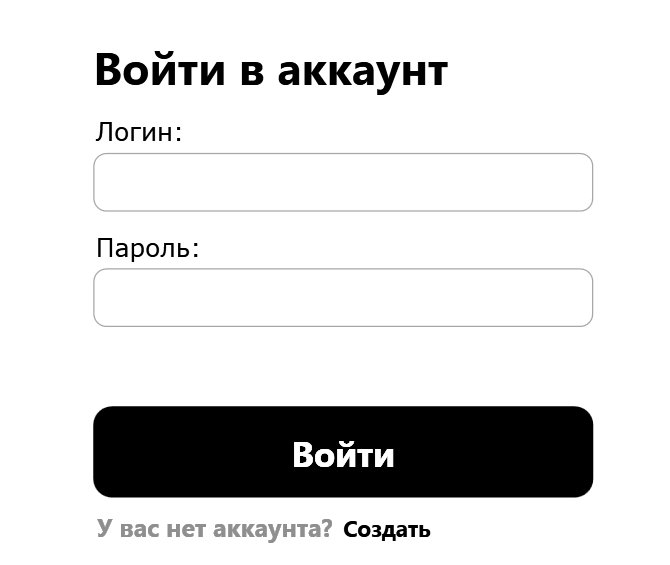 Войти в аккаунт
Логин:
Пароль:
Войти
У вас нет аккаунта? Создать